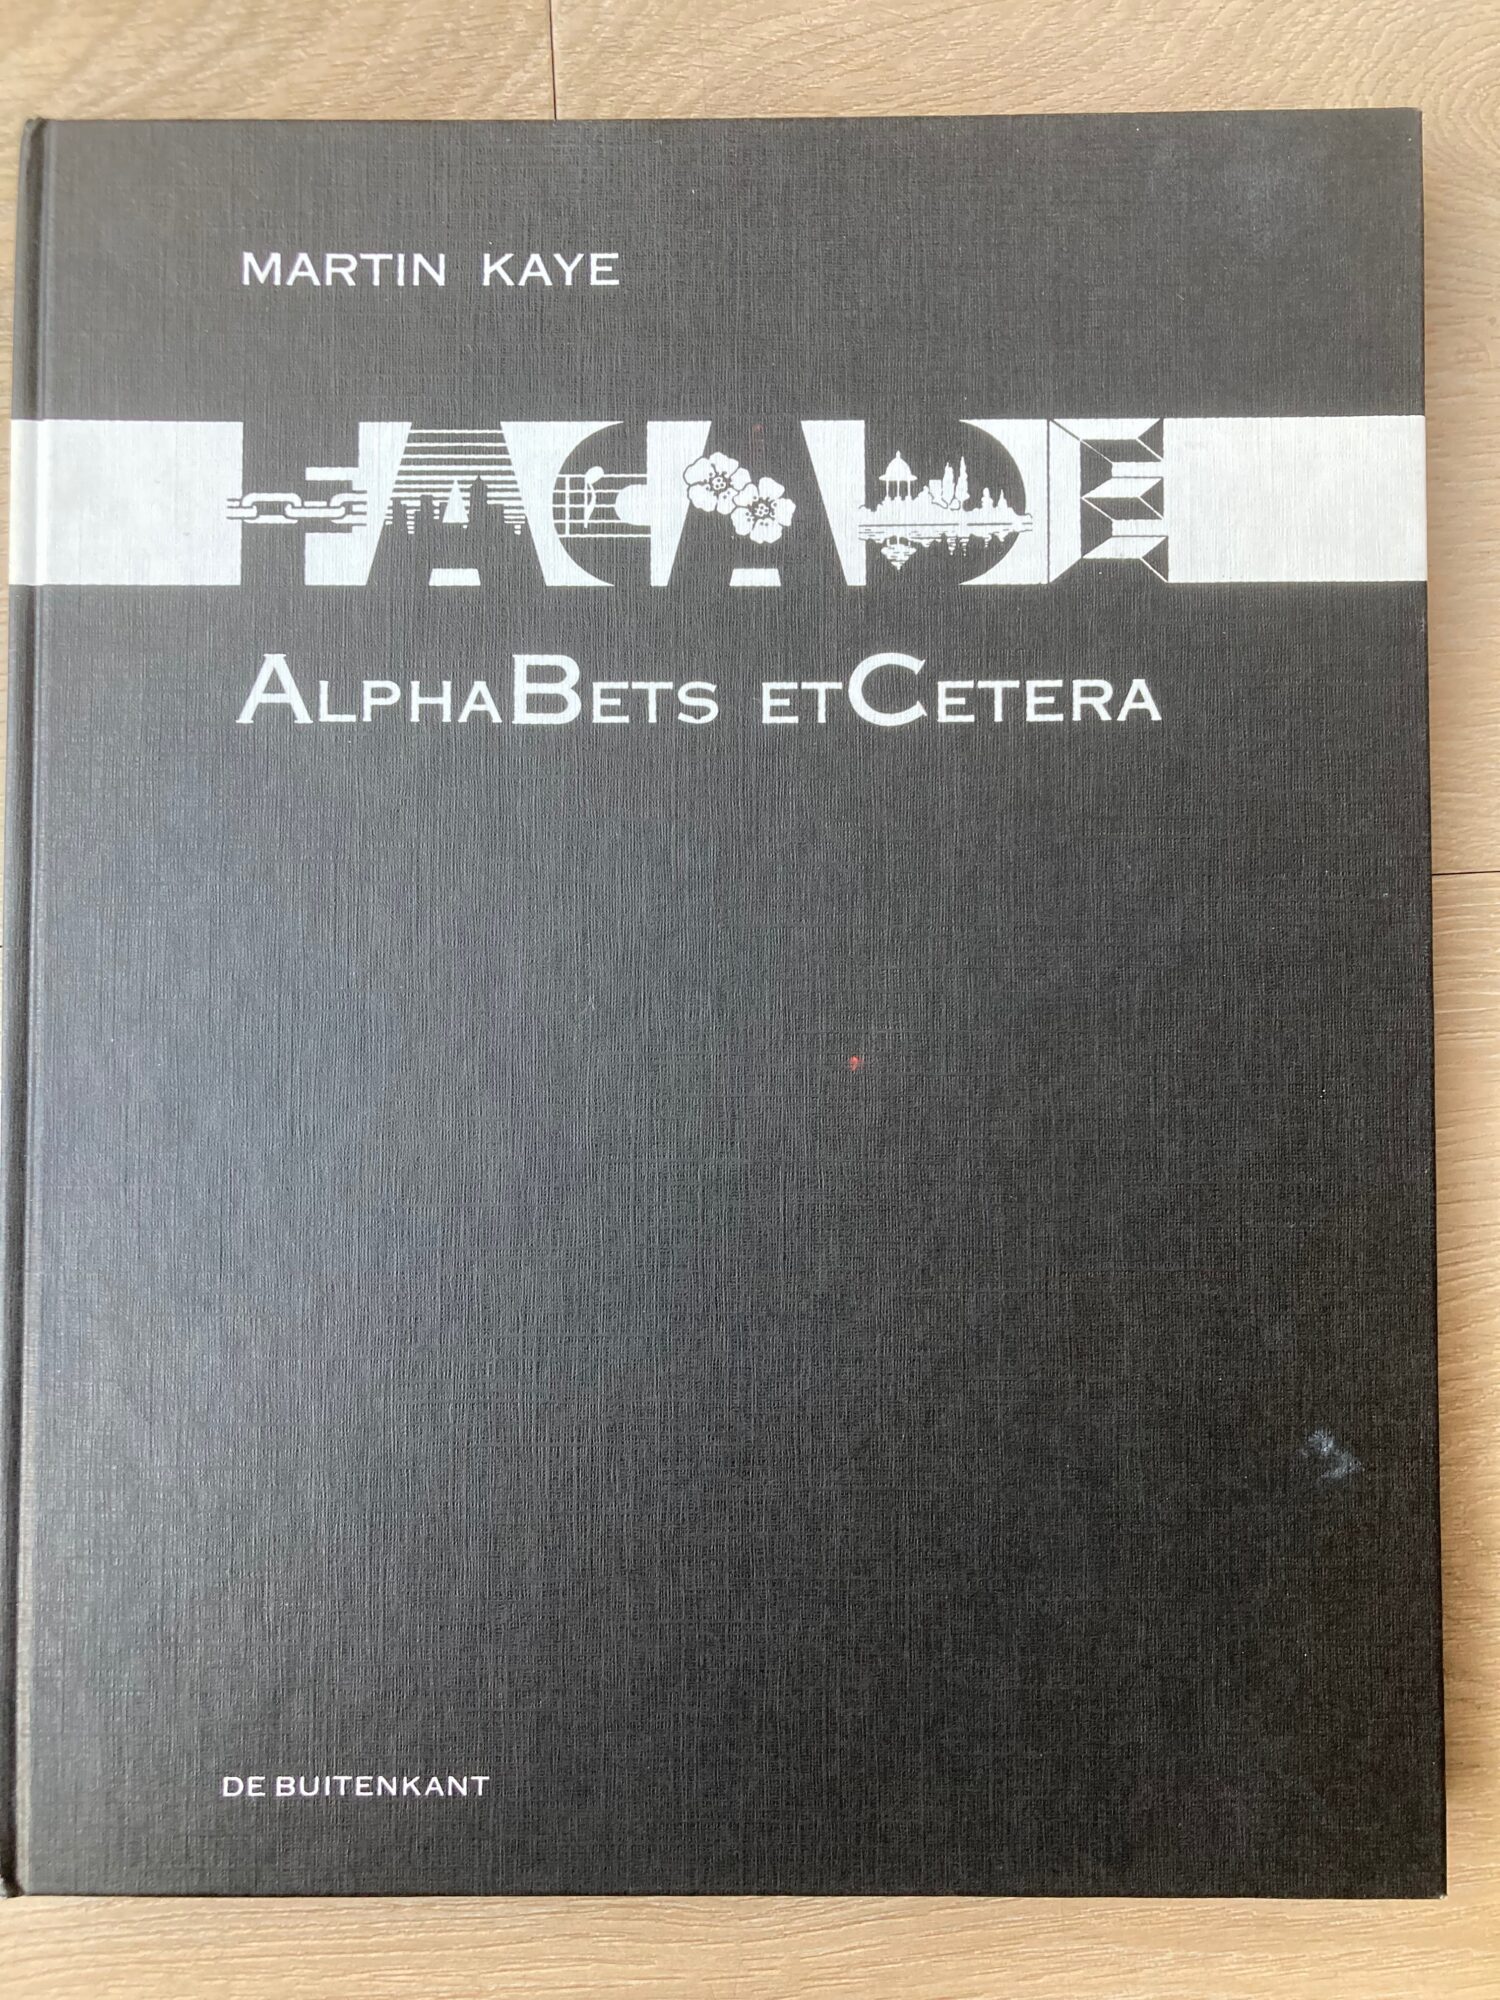 MARTIN KAYE
FACADE
ALPHABETS ETCETERA
DE BUITENKANT